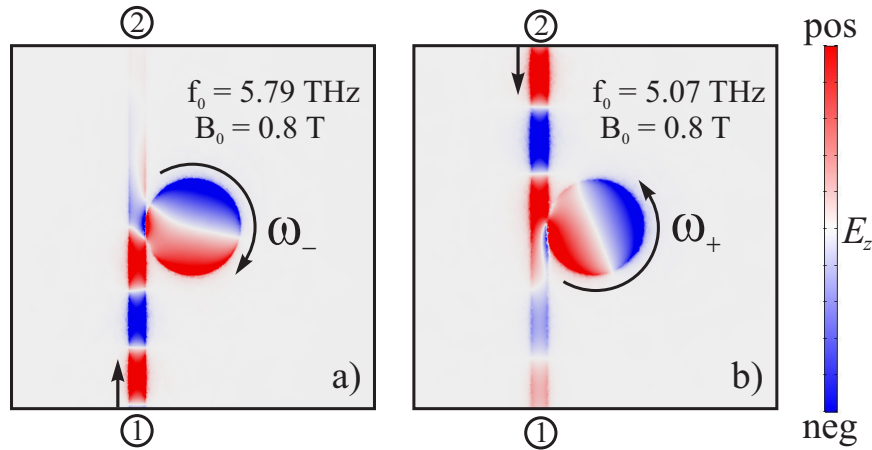 ②
②
pos
f₀ = 5.79 THz
B₀ = 0.8 T
f₀ = 5.07 THz
B₀ = 0.8 T
ω₋
ω₊
E_z
a)
b)
①
①
neg